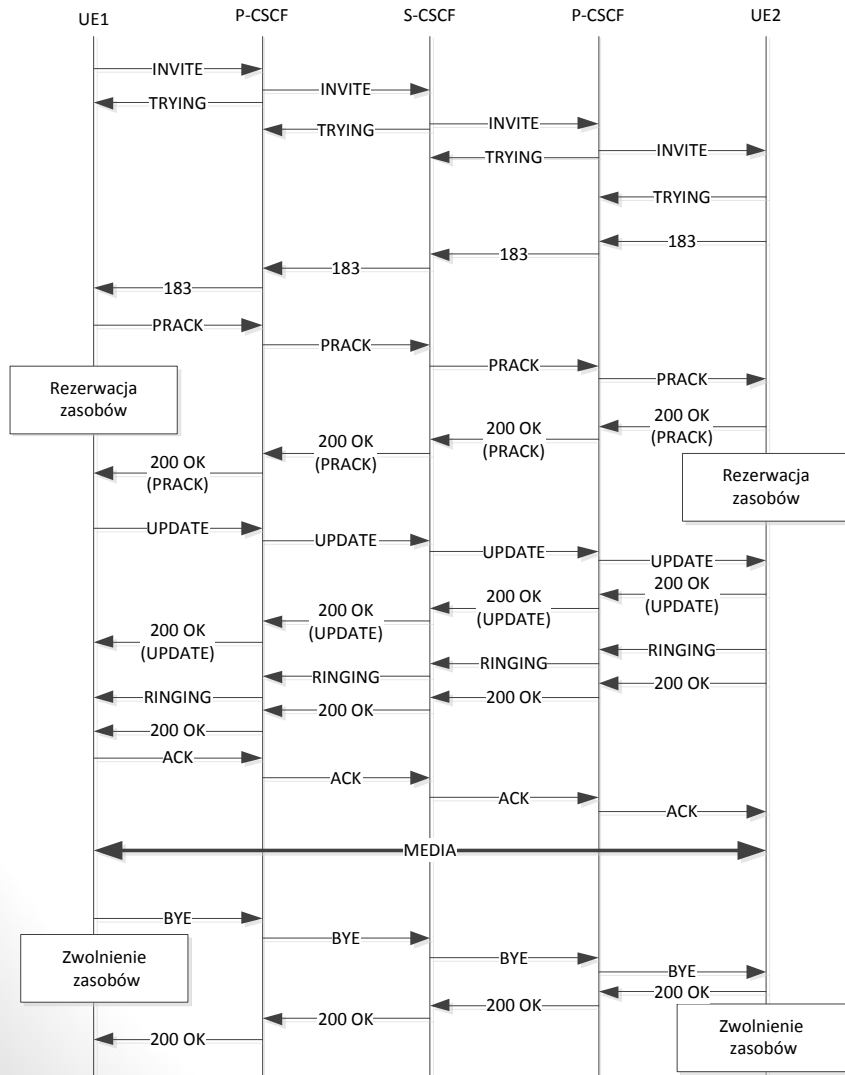 UE1
P-CSCF
S-CSCF
P-CSCF
UE2
INVITE
INVITE
TRYING
INVITE
TRYING
INVITE
TRYING
TRYING
183
183
183
183
PRACK
PRACK
PRACK
PRACK
Rezerwacja
zasobów
200 OK
(PRACK)
200 OK
(PRACK)
200 OK
(PRACK)
200 OK
(PRACK)
Rezerwacja
zasobów
UPDATE
UPDATE
UPDATE
UPDATE
200 OK
(UPDATE)
200 OK
(UPDATE)
200 OK
(UPDATE)
200 OK
(UPDATE)
RINGING
RINGING
RINGING
RINGING
200 OK
200 OK
200 OK
200 OK
ACK
ACK
ACK
ACK
MEDIA
BYE
BYE
BYE
BYE
Zwolnienie
zasobów
200 OK
200 OK
200 OK
200 OK
Zwolnienie
zasobów